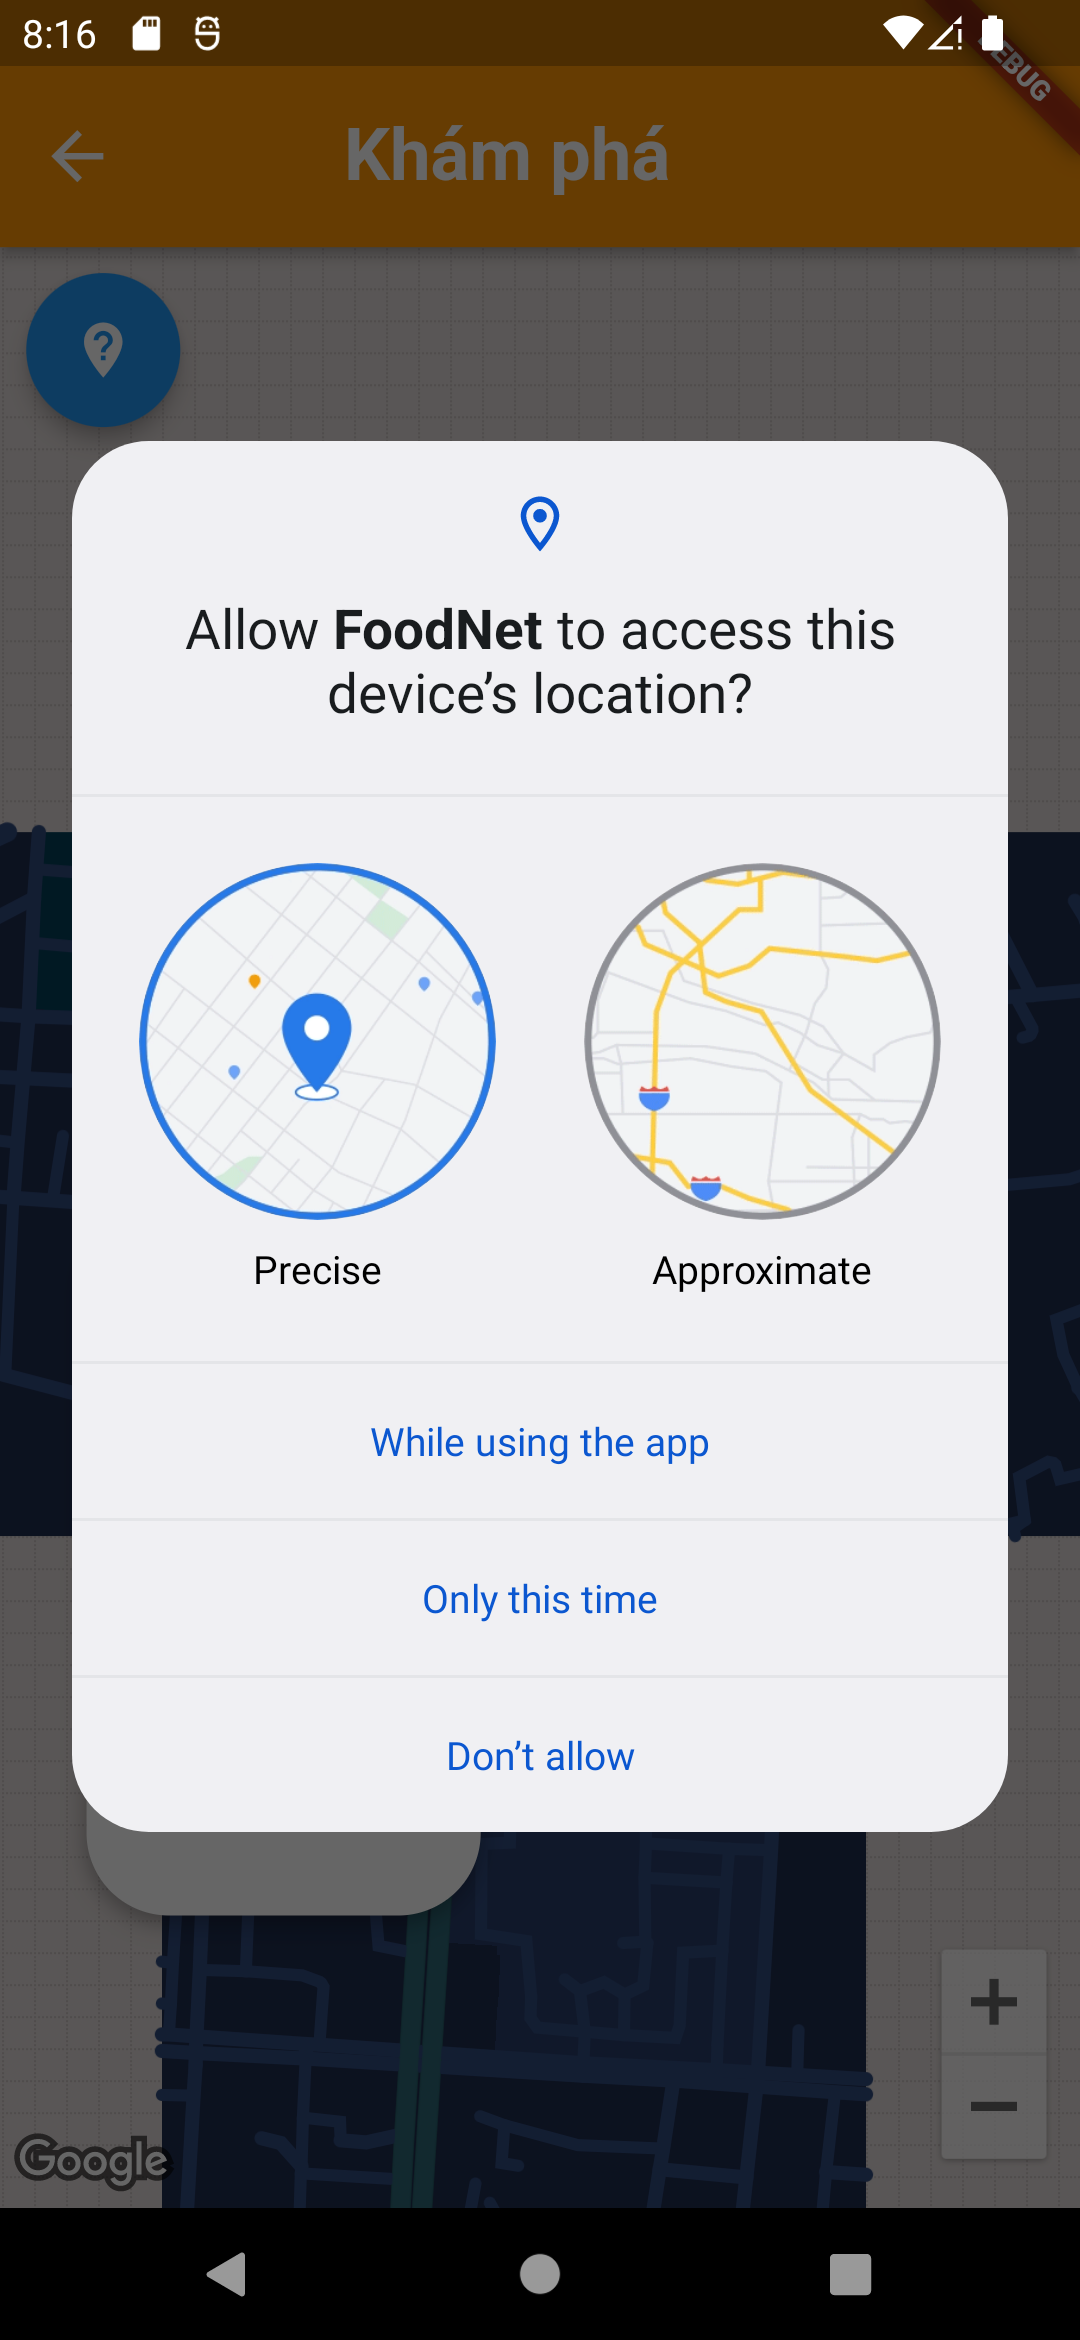 8:16
DEBUG
Khám phá
Allow FoodNet to access this
device’s location?
Precise
Approximate
While using the app
Only this time
Don’t allow
Google